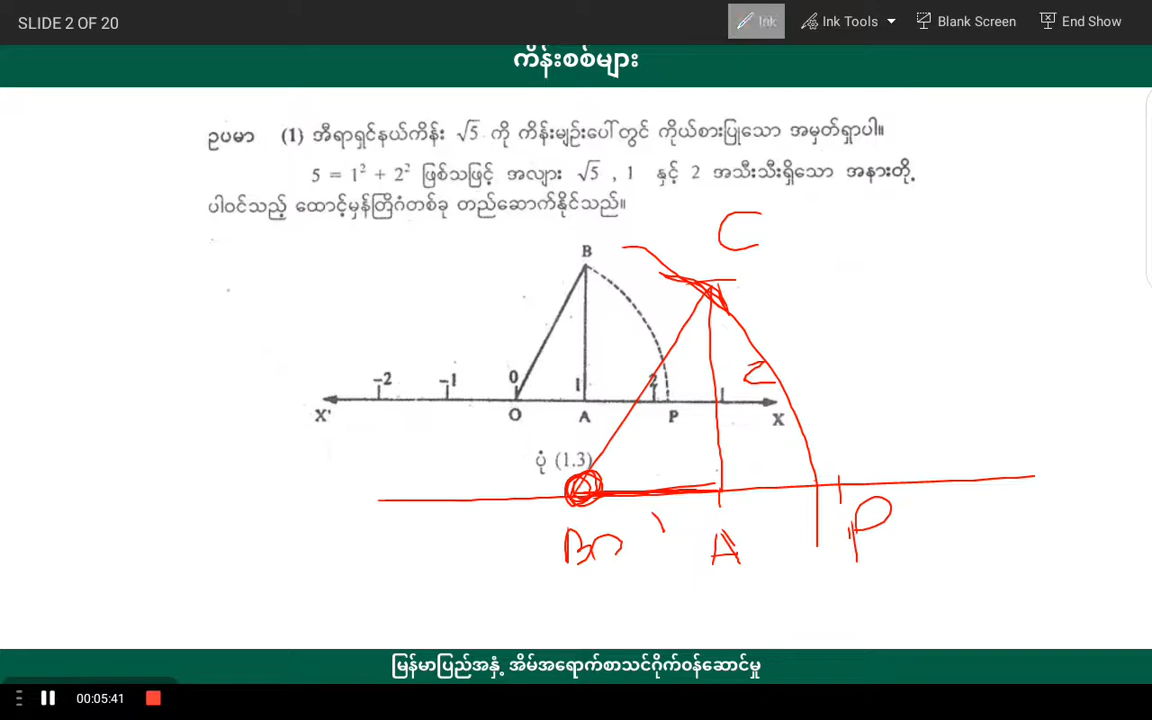 SLIDE 2 OF 20
Ink
Ink Tools
Blank Screen
End Show
ကိန်းစစ်များ
ဥပမာ (1) အီရာရှင်နယ်ကိန်း √5 ကို ကိန်းမျဉ်းပေါ်တွင် ကိုယ်စားပြုသော အမှတ်ရှာပါ။
5 = 1² + 2² ဖြစ်သဖြင့် အလျား √5 , 1 နှင့် 2 အသီးသီးရှိသော အနားတို့
ပါဝင်သည့် ထောင့်မှန်တြိဂံတစ်ခု တည်ဆောက်နိုင်သည်။
C
B
2
−2 −1 0 1 2
X' O A P X
ပုံ (1.3)
B A P
မြန်မာပြည်အနှံ့ အိမ်အရောက်စာသင်ဂိုက်ဝန်ဆောင်မှု
00:05:41